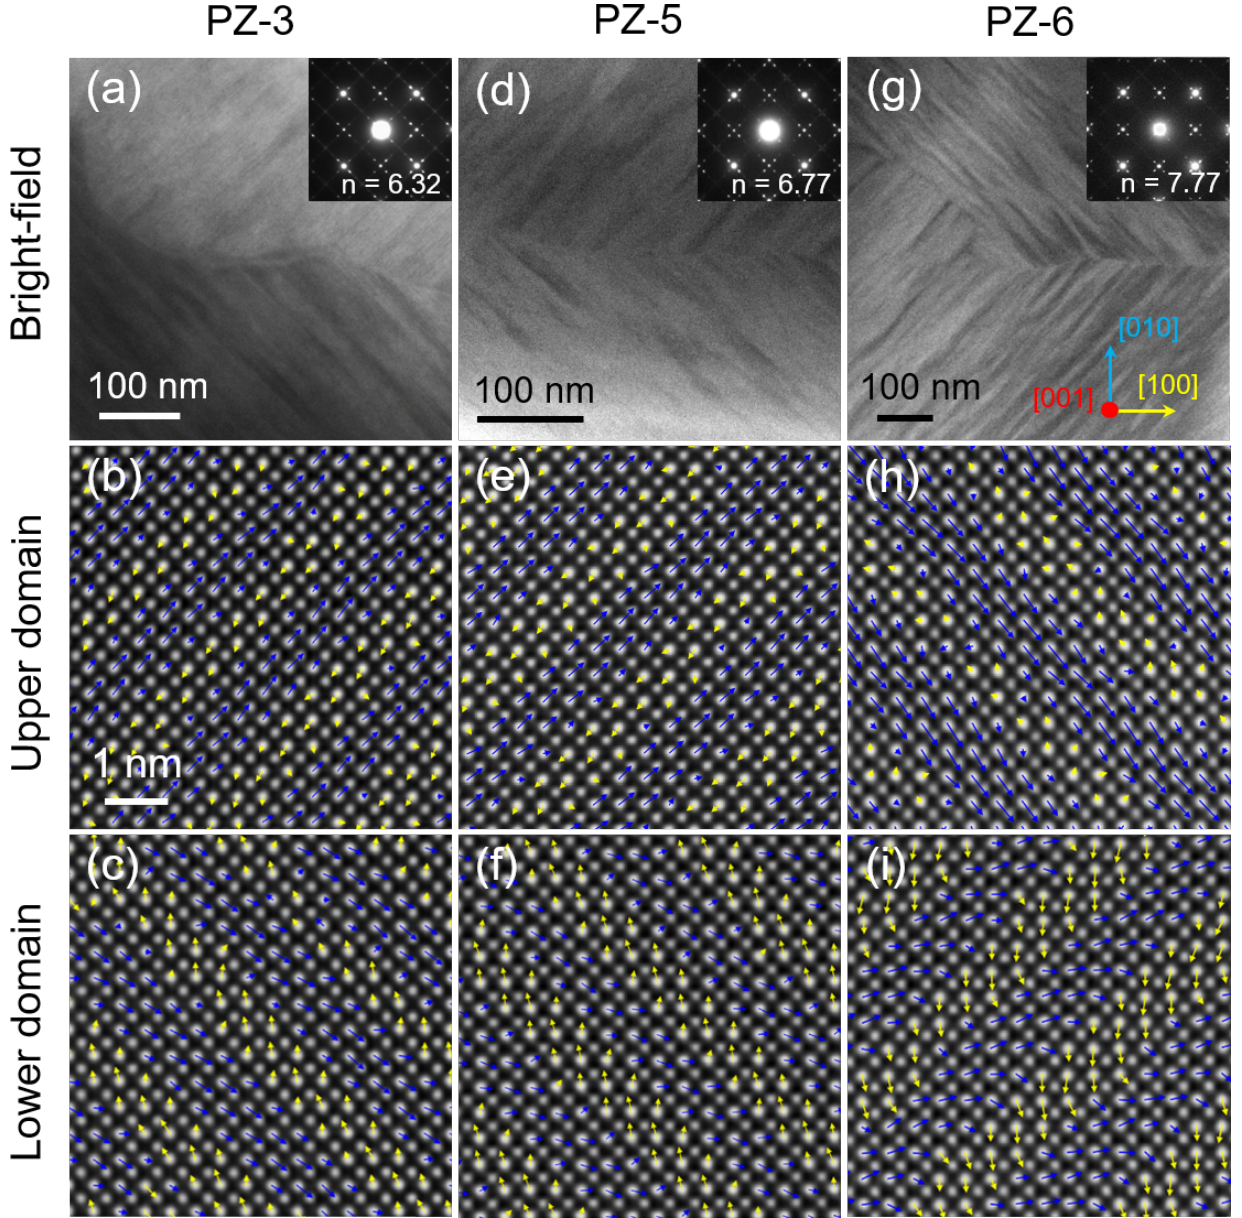 PZ-3 PZ-5 PZ-6
Bright-field
(a)
n = 6.32
100 nm
(d)
n = 6.77
100 nm
(g)
n = 7.77
[010]
[001]
[100]
100 nm
Upper domain
(b)
1 nm
(e)
(h)
Lower domain
(c)
(f)
(i)